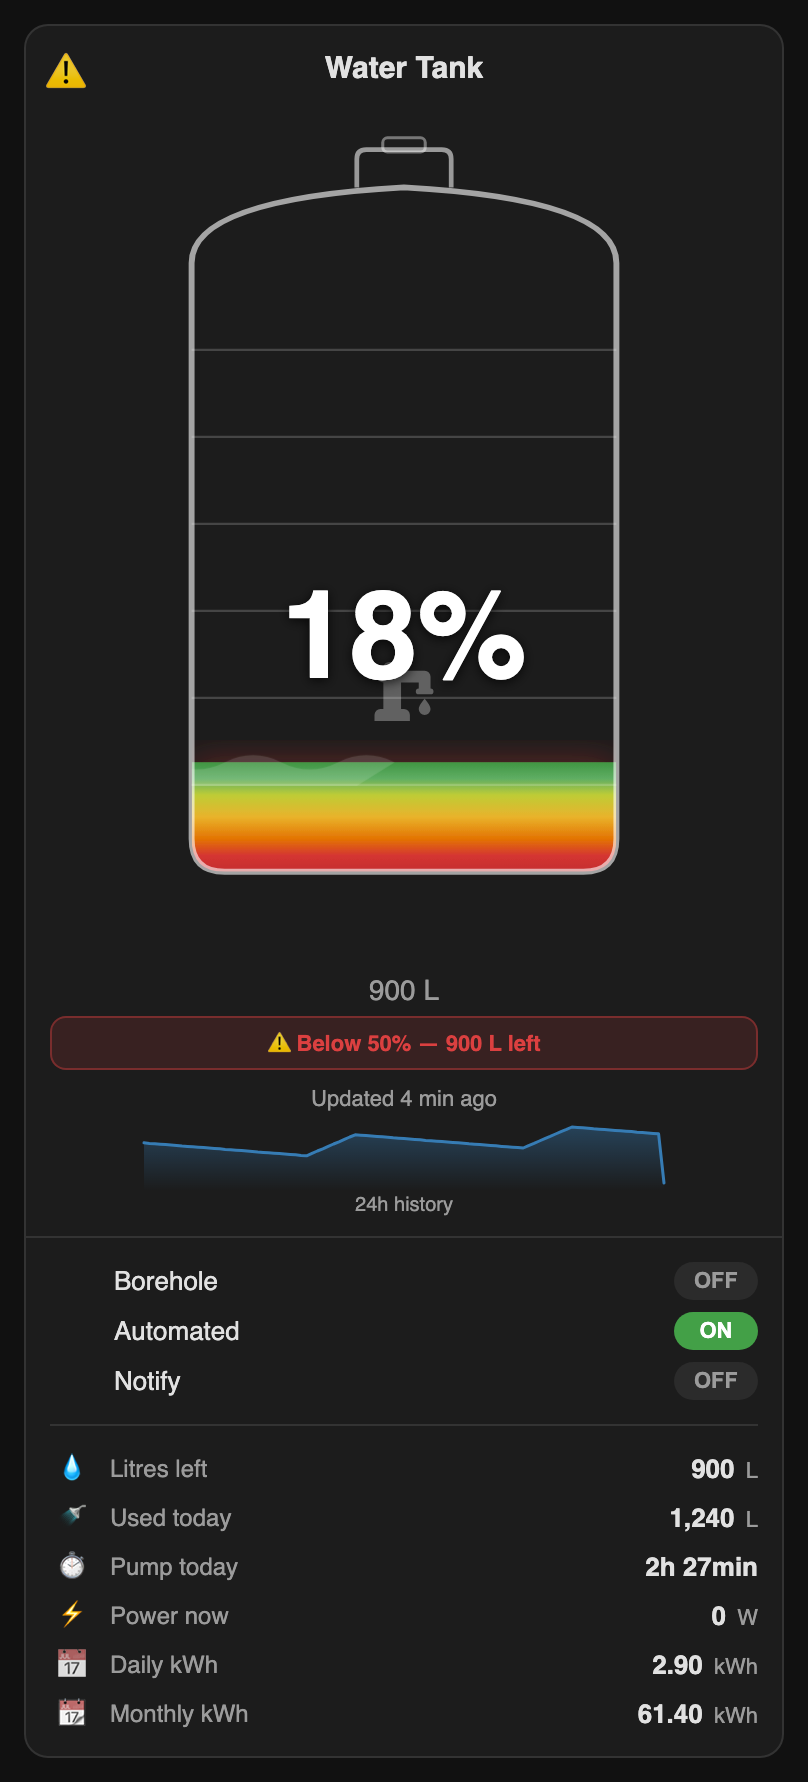 Water Tank
18%
900 L
⚠️ Below 50% — 900 L left
Updated 4 min ago
24h history
Borehole OFF
Automated ON
Notify OFF
Litres left 900 L
Used today 1,240 L
Pump today 2h 27min
Power now 0 W
17 Daily kWh 2.90 kWh
17 Monthly kWh 61.40 kWh